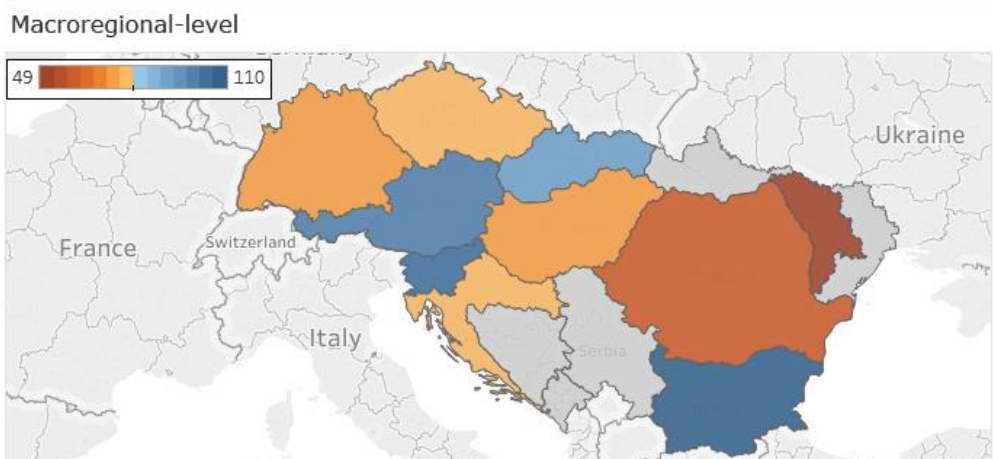 Macroregional-level
49 110
Ukraine
France
Switzerland
Italy
Serbia